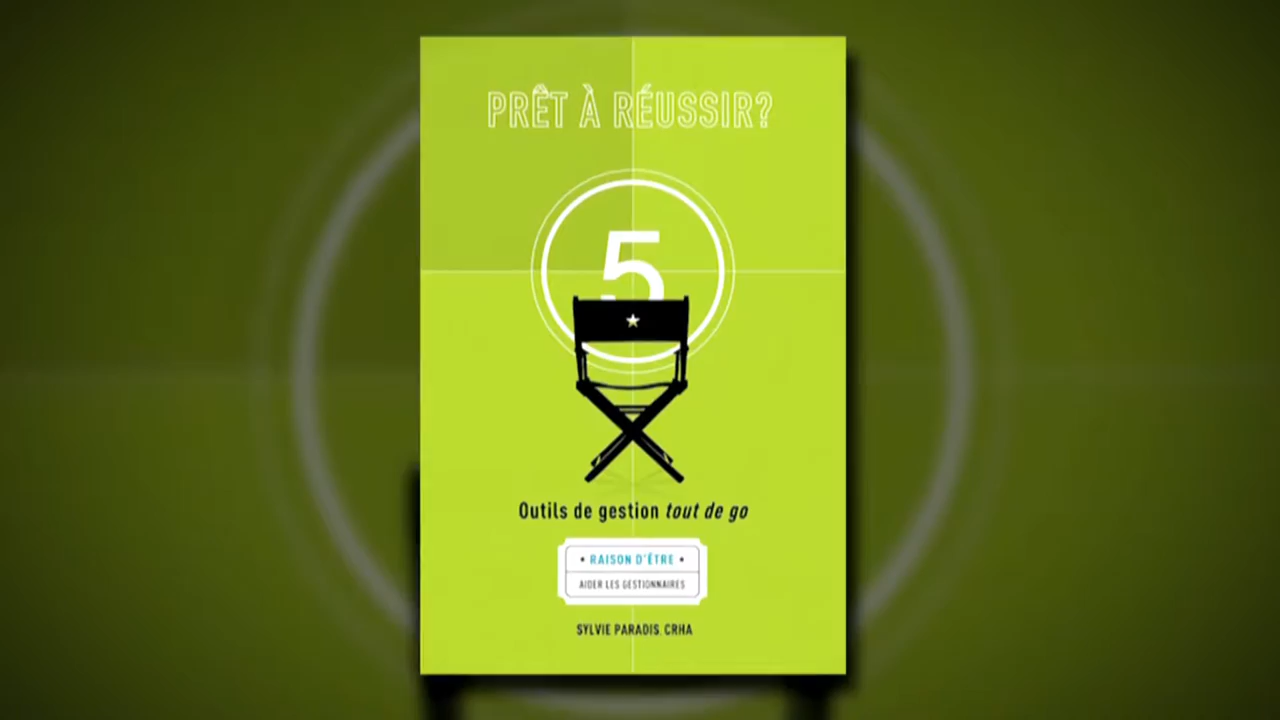 PRÊT À RÉUSSIR?
5
Outils de gestion tout de go
• RAISON D'ÊTRE •
AIDER LES GESTIONNAIRES
SYLVIE PARADIS, CRHA